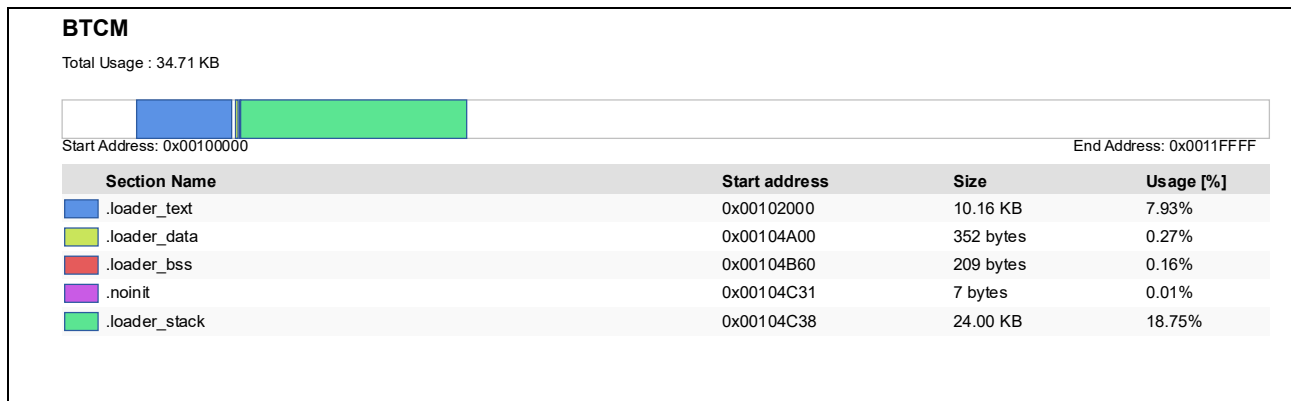 BTCM
Total Usage : 34.71 KB
Start Address: 0x00100000 End Address: 0x0011FFFF
Section Name Start address Size Usage [%]
.loader_text 0x00102000 10.16 KB 7.93%
.loader_data 0x00104A00 352 bytes 0.27%
.loader_bss 0x00104B60 209 bytes 0.16%
.noinit 0x00104C31 7 bytes 0.01%
.loader_stack 0x00104C38 24.00 KB 18.75%